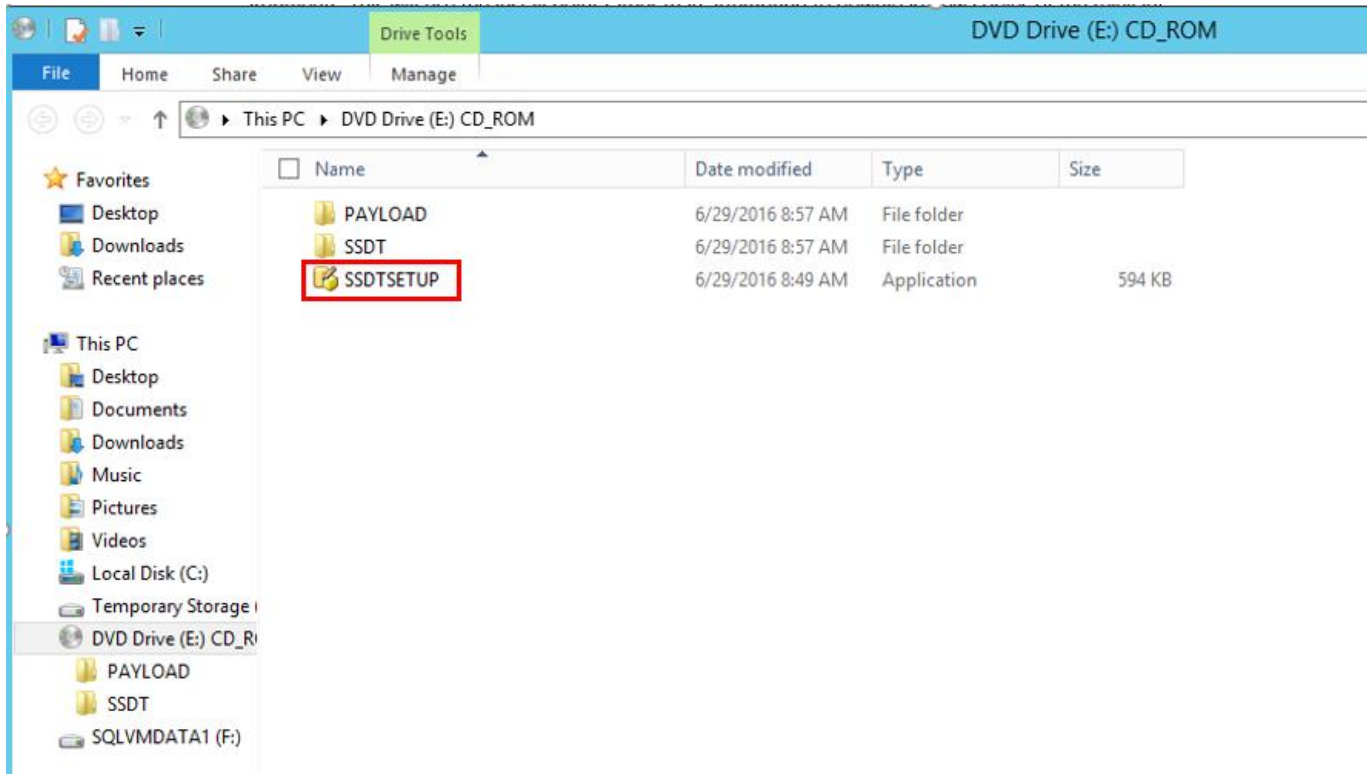 Drive Tools
DVD Drive (E:) CD_ROM
File Home Share View Manage
This PC DVD Drive (E:) CD_ROM
Name Date modified Type Size
PAYLOAD 6/29/2016 8:57 AM File folder
SSDT 6/29/2016 8:57 AM File folder
SSDTSETUP 6/29/2016 8:49 AM Application 594 KB
Favorites
Desktop
Downloads
Recent places
This PC
Desktop
Documents
Downloads
Music
Pictures
Videos
Local Disk (C:)
Temporary Storage (
DVD Drive (E:) CD_R
PAYLOAD
SSDT
SQLVMDATA1 (F:)